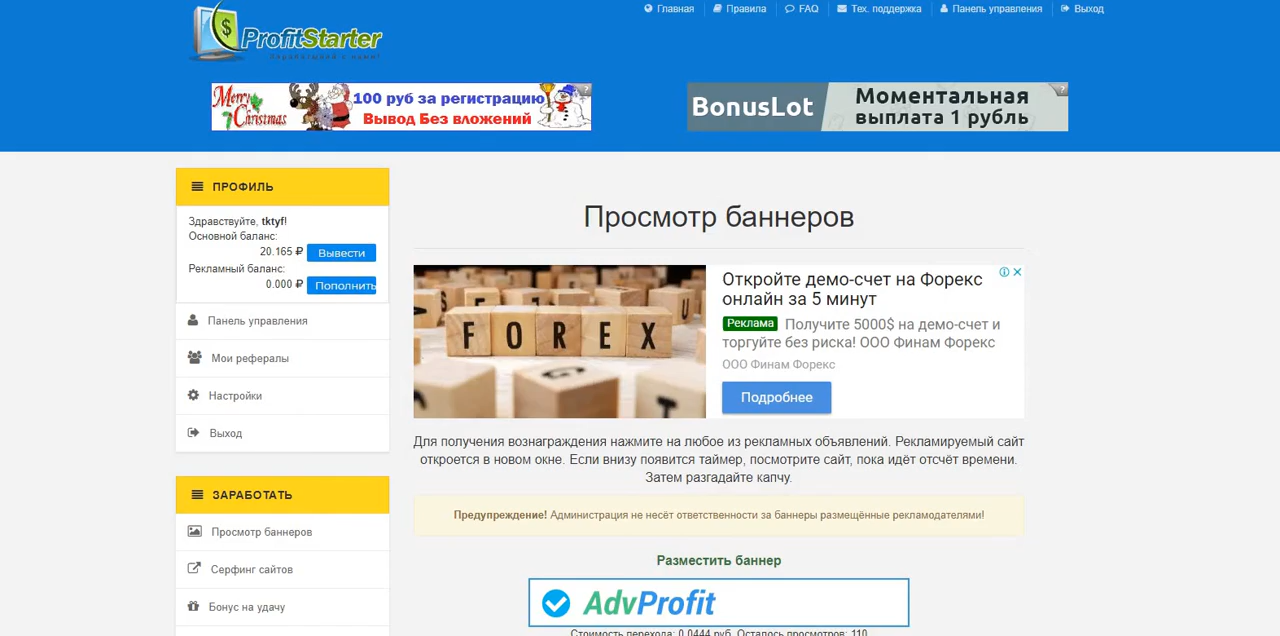 Главная
Правила
FAQ
Тех. поддержка
Панель управления
Выход
ProfitStarter
Merry Christmas
100 руб за регистрацию
Вывод Без вложений
BonusLot
Моментальная
выплата 1 рубль
ПРОФИЛЬ
Здравствуйте, tktyf!
Основной баланс:
20.165 ₽ Вывести
Рекламный баланс:
0.000 ₽ Пополнить
Панель управления
Мои рефералы
Настройки
Выход
ЗАРАБОТАТЬ
Просмотр баннеров
Серфинг сайтов
Бонус на удачу
Просмотр баннеров
FOREX
Откройте демо-счет на Форекс
онлайн за 5 минут
Реклама Получите 5000$ на демо-счет и
торгуйте без риска! ООО Финам Форекс
ООО Финам Форекс
Подробнее
Для получения вознаграждения нажмите на любое из рекламных объявлений. Рекламируемый сайт
откроется в новом окне. Если внизу появится таймер, посмотрите сайт, пока идёт отсчёт времени.
Затем разгадайте капчу.
Предупреждение! Администрация не несёт ответственности за баннеры размещённые рекламодателями!
Разместить баннер
AdvProfit
Стоимость перехода: 0.0444 руб. Осталось просмотров: 110